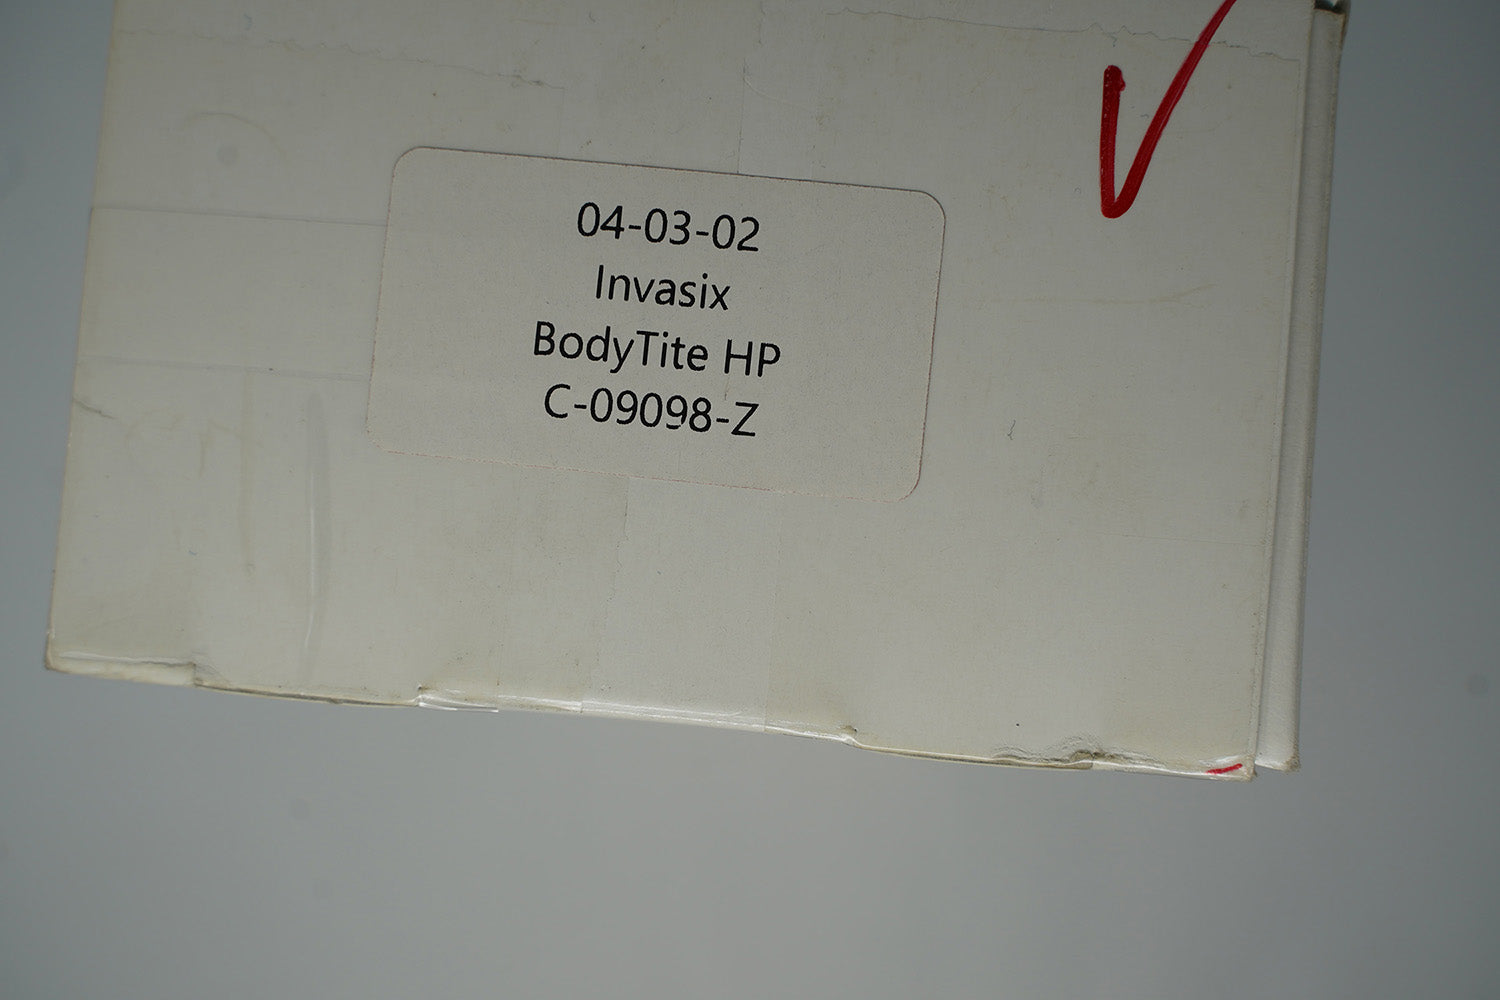 04-03-02
Invasix
BodyTite HP
C-09098-Z